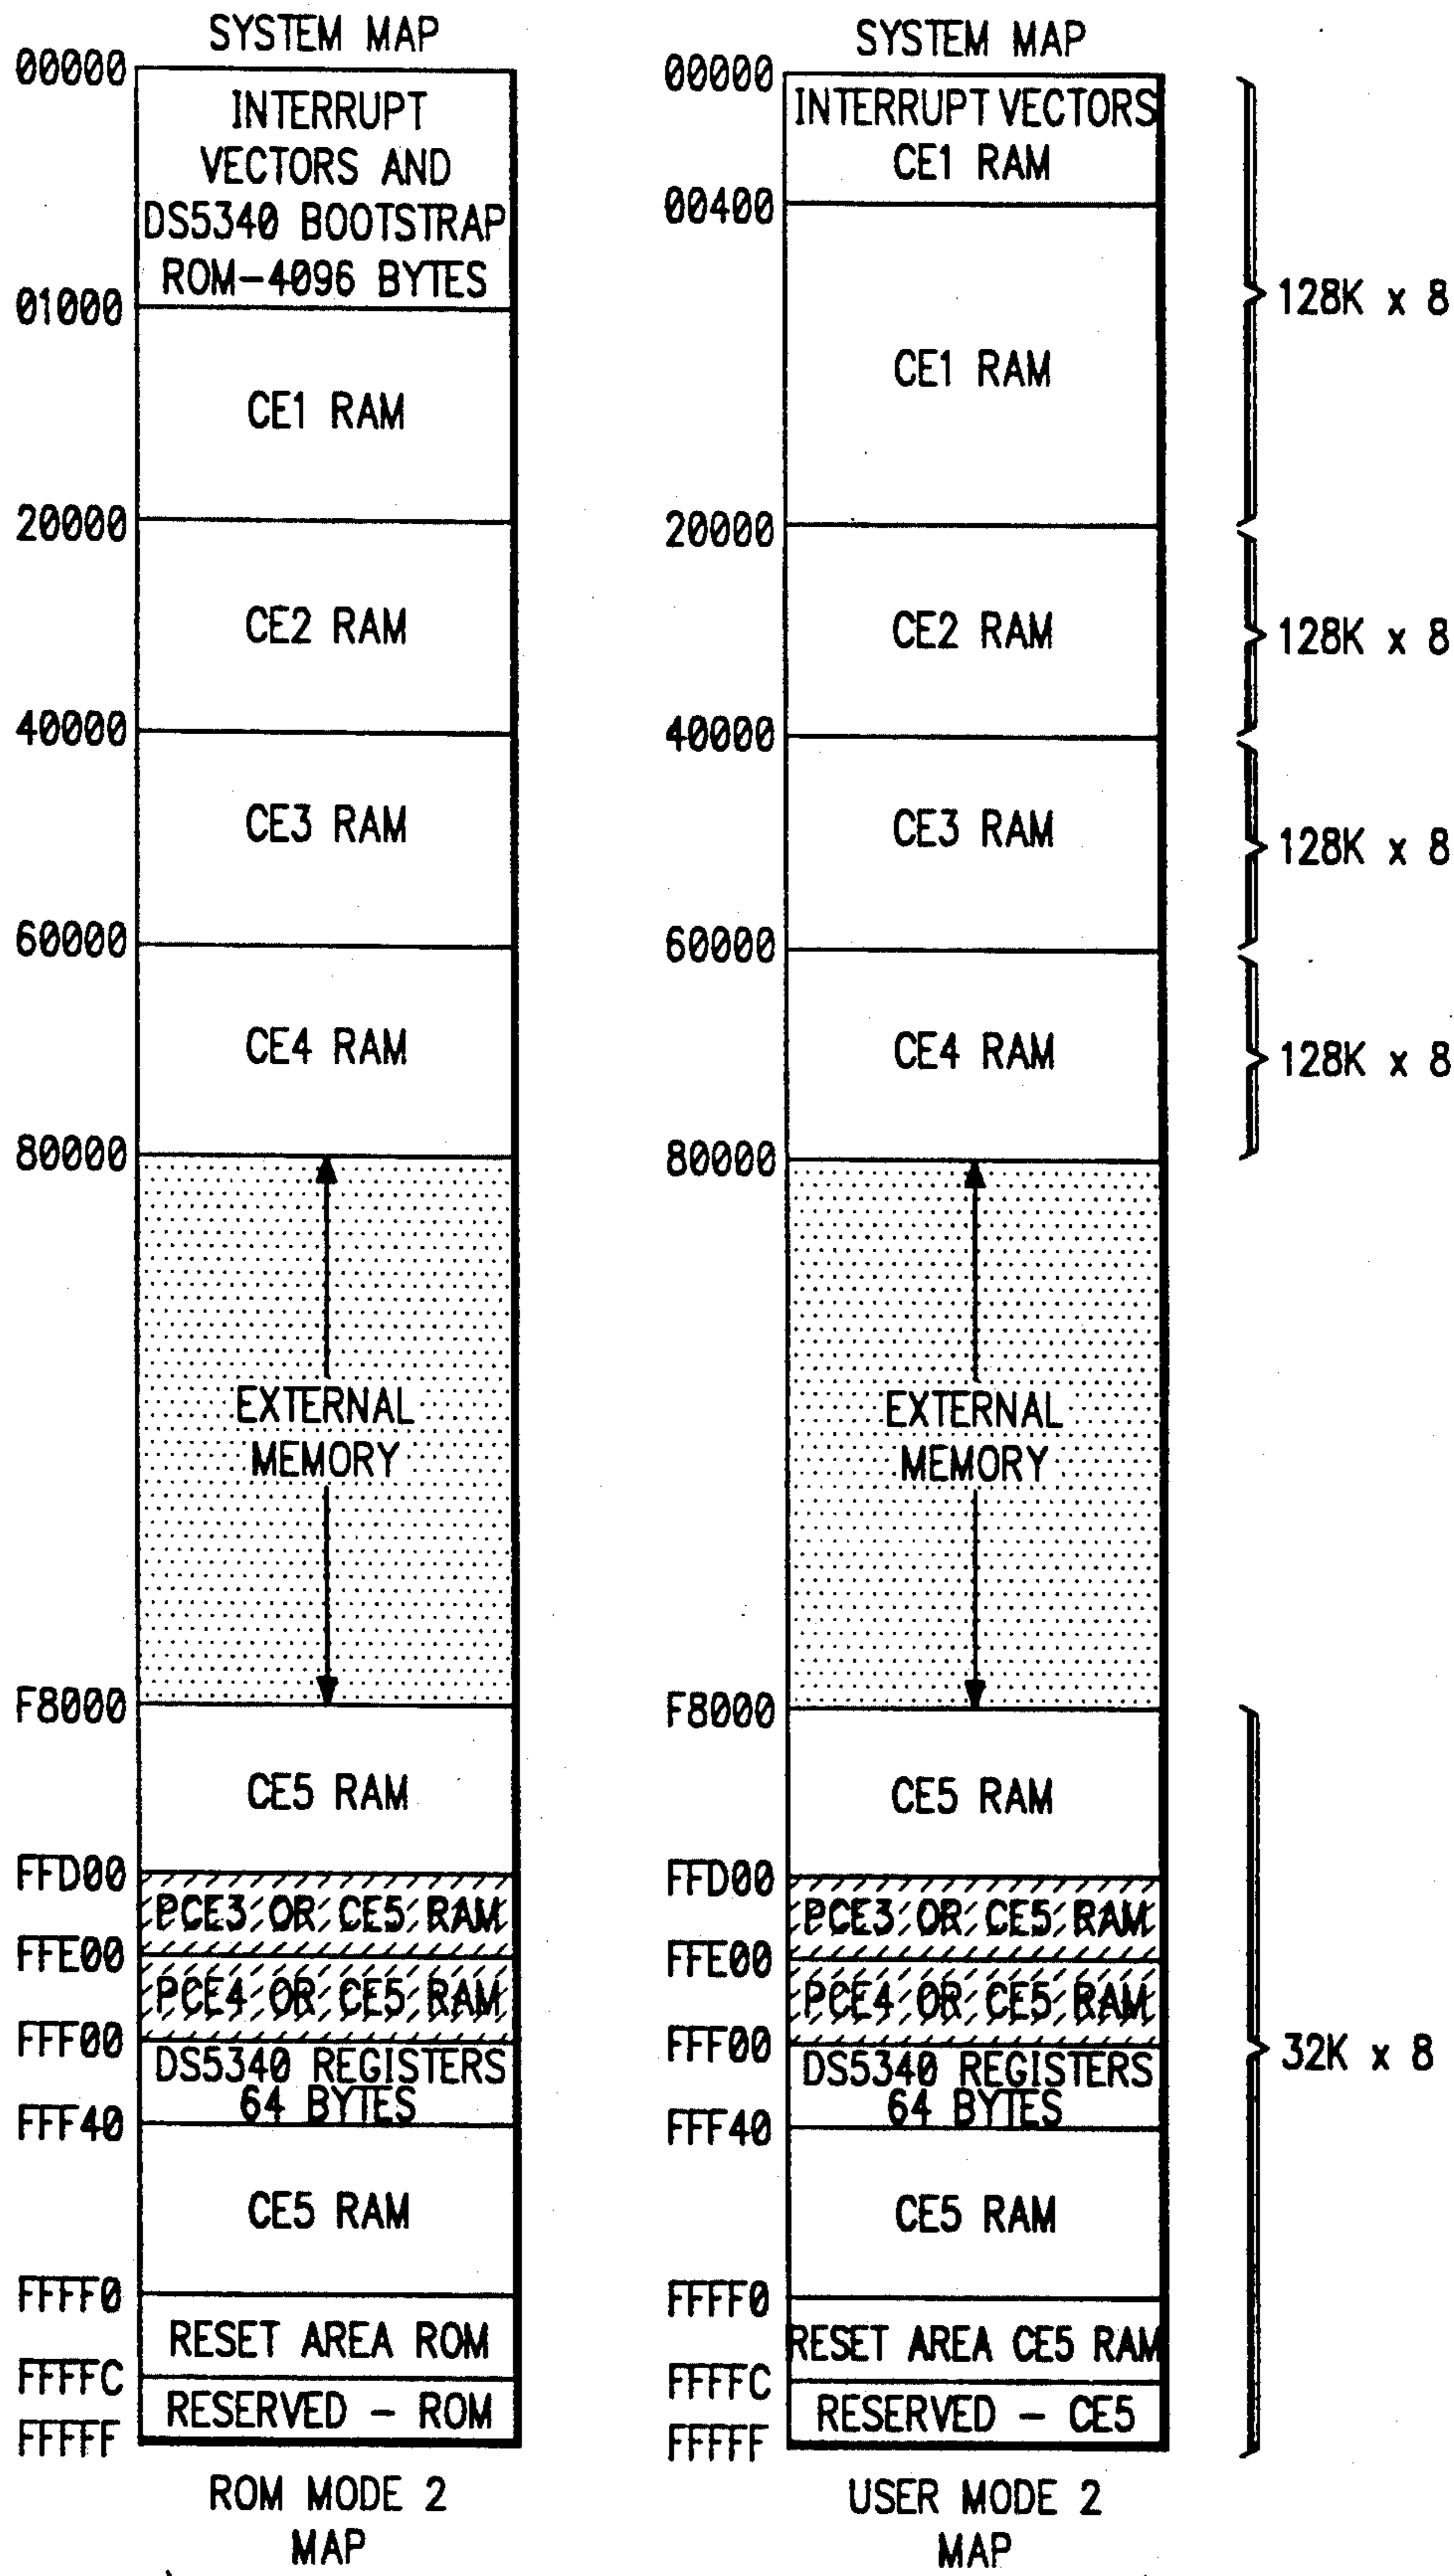 SYSTEM MAP
00000
INTERRUPT
VECTORS AND
DS5340 BOOTSTRAP
ROM-4096 BYTES
01000
CE1 RAM
20000
CE2 RAM
40000
CE3 RAM
60000
CE4 RAM
80000
EXTERNAL
MEMORY
F8000
CE5 RAM
FFD00
PCE3 OR CE5 RAM
FFE00
PCE4 OR CE5 RAM
FFF00
DS5340 REGISTERS
64 BYTES
FFF40
CE5 RAM
FFFF0
RESET AREA ROM
FFFFC
RESERVED - ROM
FFFFF
ROM MODE 2
MAP
SYSTEM MAP
00000
INTERRUPT VECTORS
CE1 RAM
00400
CE1 RAM
128K x 8
20000
CE2 RAM
128K x 8
40000
CE3 RAM
128K x 8
60000
CE4 RAM
128K x 8
80000
EXTERNAL
MEMORY
F8000
CE5 RAM
FFD00
PCE3 OR CE5 RAM
FFE00
PCE4 OR CE5 RAM
FFF00
DS5340 REGISTERS
64 BYTES
32K x 8
FFF40
CE5 RAM
FFFF0
RESET AREA CE5 RAM
FFFFC
RESERVED - CE5
FFFFF
USER MODE 2
MAP